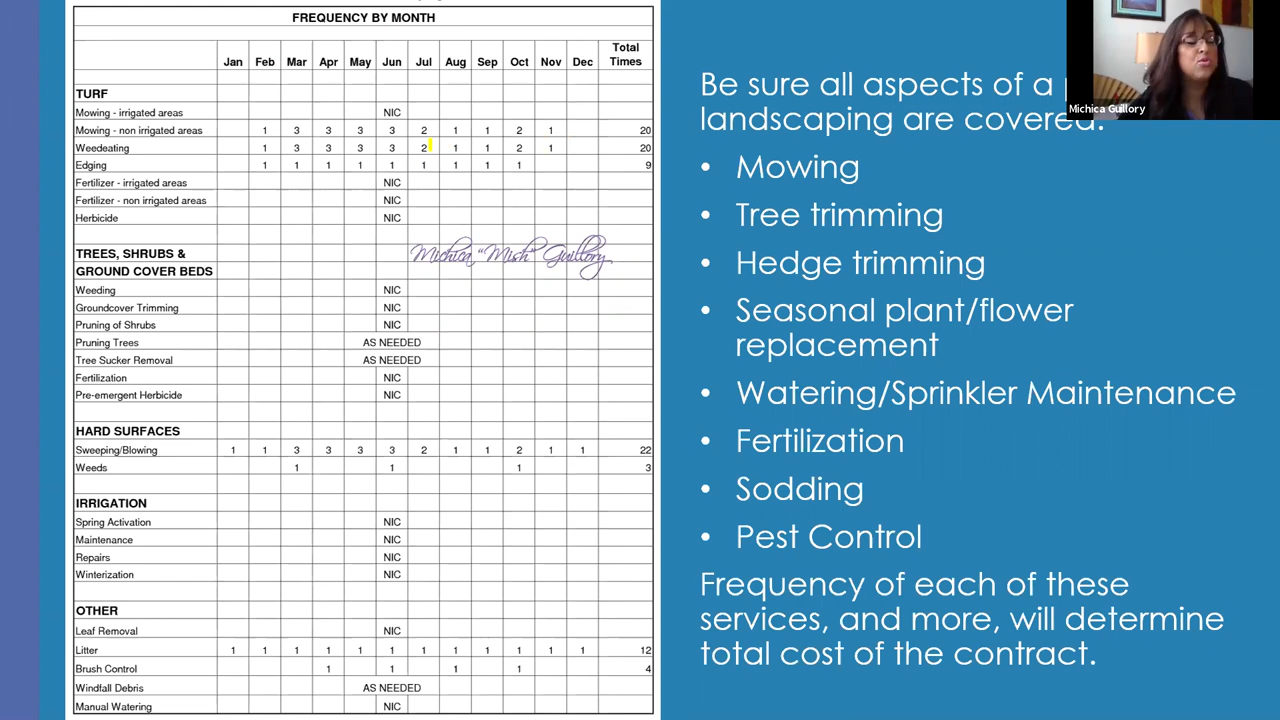 FREQUENCY BY MONTH
Total
Jan Feb Mar Apr May Jun Jul Aug Sep Oct Nov Dec Times
TURF
Mowing - irrigated areas NIC
Mowing - non irrigated areas 1 3 3 3 3 2 1 1 2 1 20
Weedeating 1 3 3 3 3 2 1 1 2 1 20
Edging 1 1 1 1 1 1 1 1 1 9
Fertilizer - irrigated areas NIC
Fertilizer - non irrigated areas NIC
Herbicide NIC
TREES, SHRUBS &
GROUND COVER BEDS
Michica "Mish" Guillory
Weeding NIC
Groundcover Trimming NIC
Pruning of Shrubs NIC
Pruning Trees AS NEEDED
Tree Sucker Removal AS NEEDED
Fertilization NIC
Pre-emergent Herbicide NIC
HARD SURFACES
Sweeping/Blowing 1 1 3 3 3 3 2 1 1 2 1 1 22
Weeds 1 1 1 3
IRRIGATION
Spring Activation NIC
Maintenance NIC
Repairs NIC
Winterization NIC
OTHER
Leaf Removal NIC
Litter 1 1 1 1 1 1 1 1 1 1 1 1 12
Brush Control 1 1 1 1 4
Windfall Debris AS NEEDED
Manual Watering NIC
Be sure all aspects of a
landscaping are covered.
• Mowing
• Tree trimming
• Hedge trimming
• Seasonal plant/flower
replacement
• Watering/Sprinkler Maintenance
• Fertilization
• Sodding
• Pest Control
Frequency of each of these
services, and more, will determine
total cost of the contract.
Michica Guillory